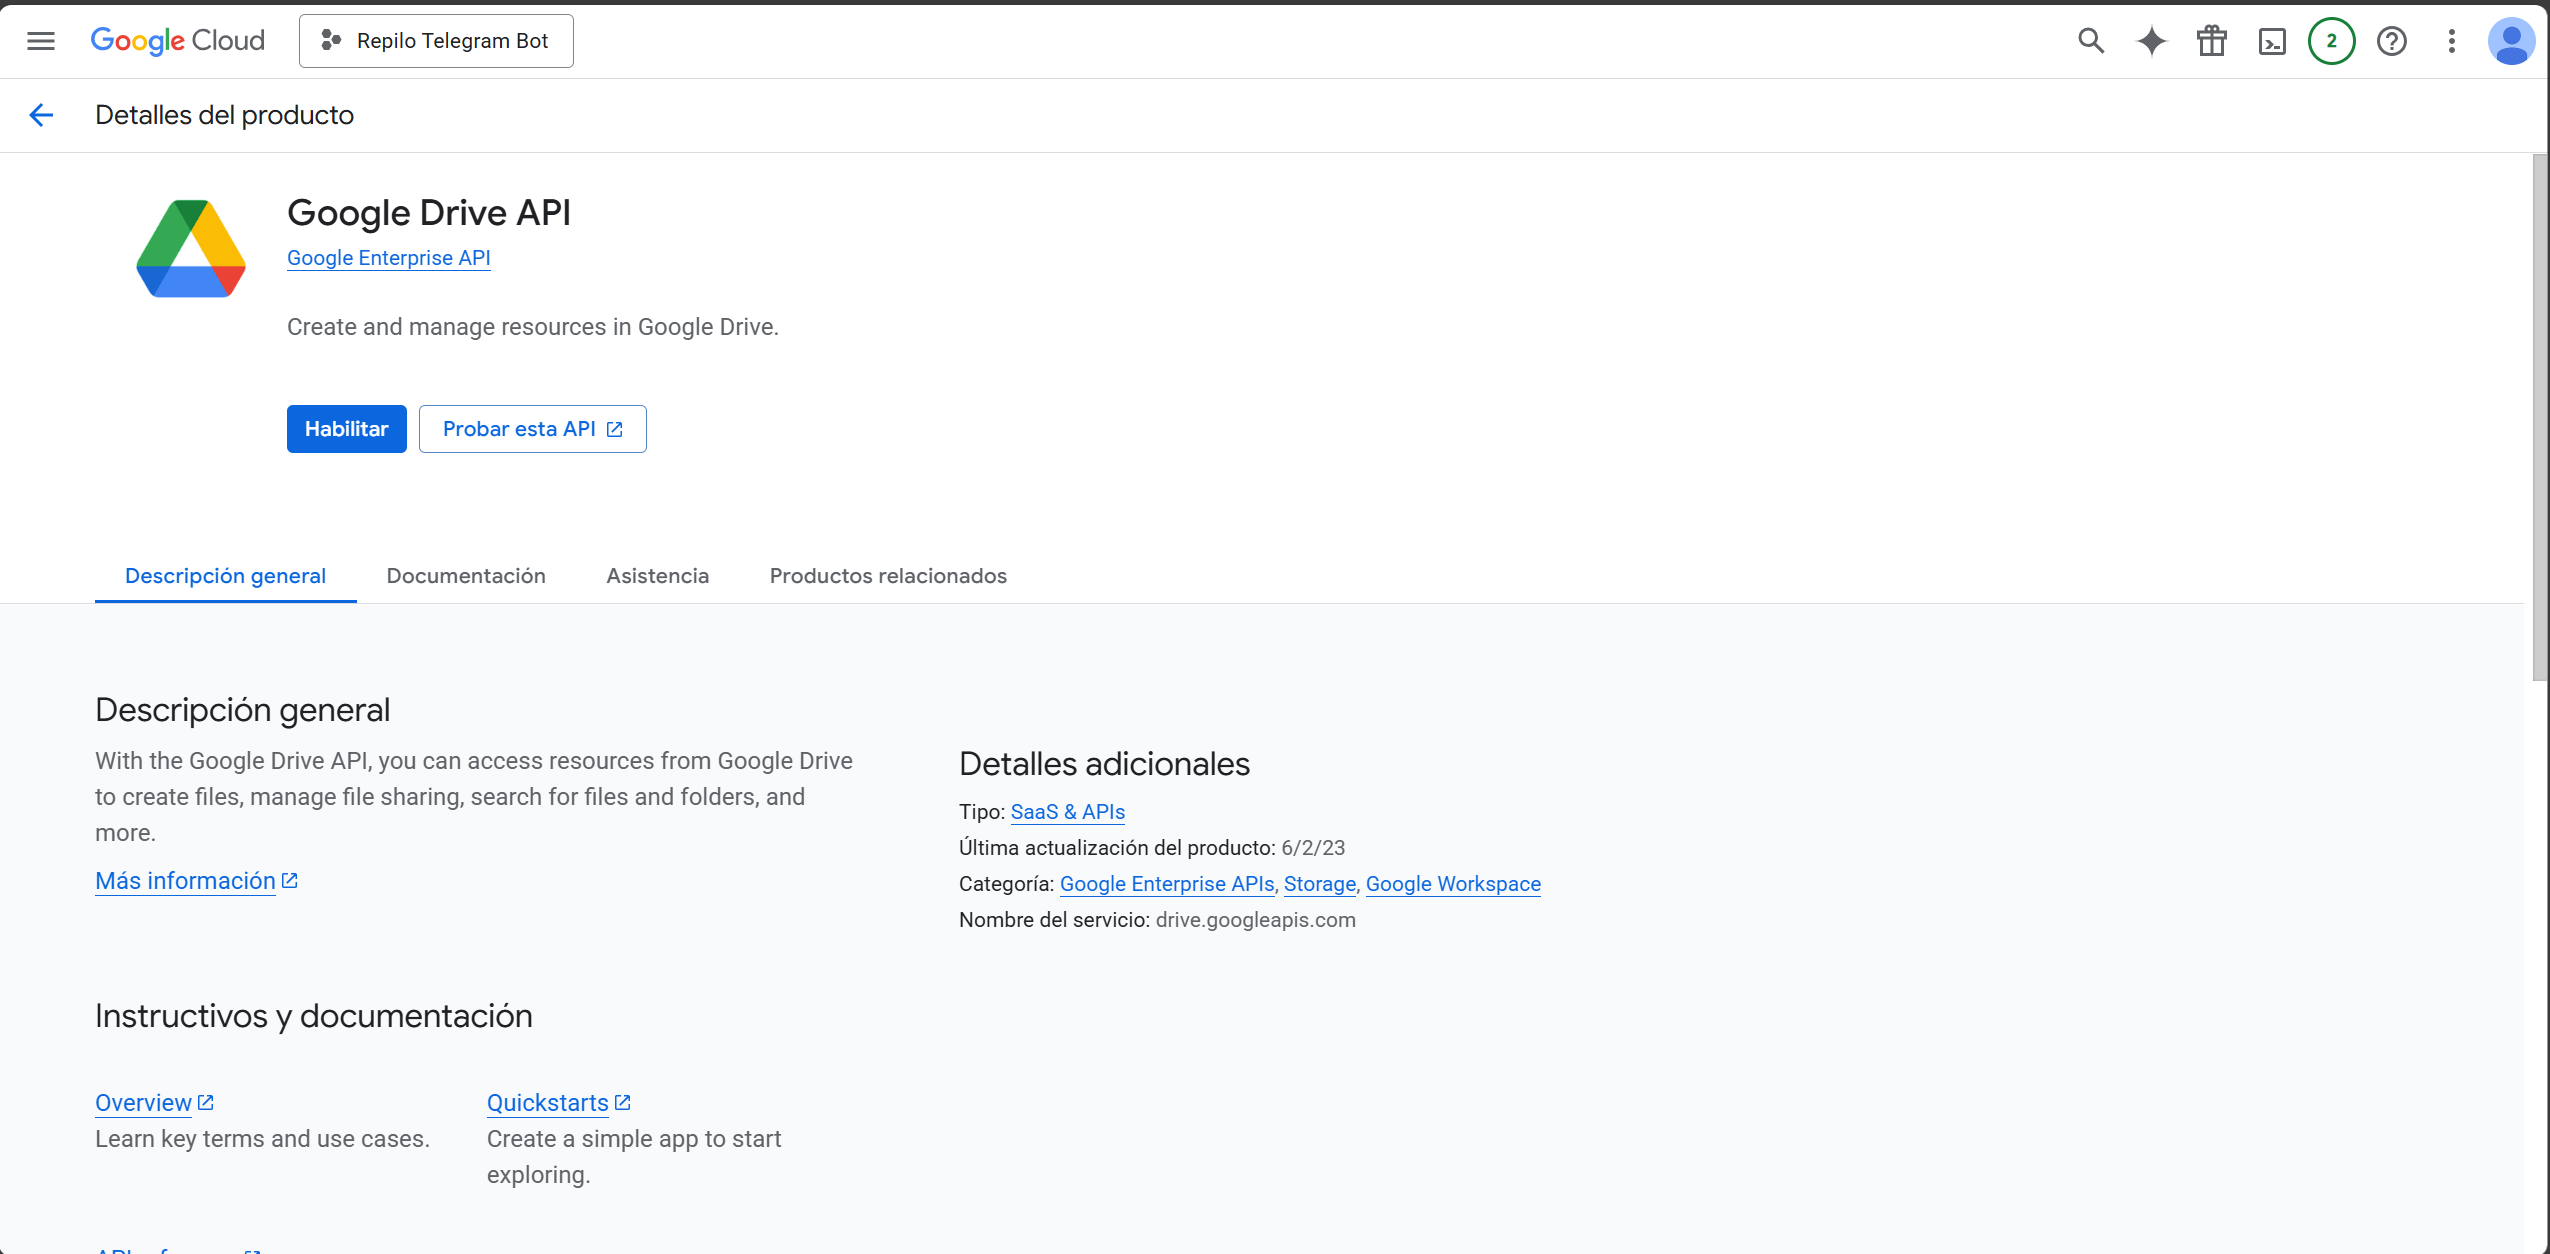 Google Cloud
Repilo Telegram Bot
2
Detalles del producto
Google Drive API
Google Enterprise API
Create and manage resources in Google Drive.
Habilitar
Probar esta API
Descripción general
Documentación
Asistencia
Productos relacionados
Descripción general
With the Google Drive API, you can access resources from Google Drive
to create files, manage file sharing, search for files and folders, and
more.
Más información
Detalles adicionales
Tipo: SaaS & APIs
Última actualización del producto: 6/2/23
Categoría: Google Enterprise APIs, Storage, Google Workspace
Nombre del servicio: drive.googleapis.com
Instructivos y documentación
Overview
Learn key terms and use cases.
Quickstarts
Create a simple app to start
exploring.